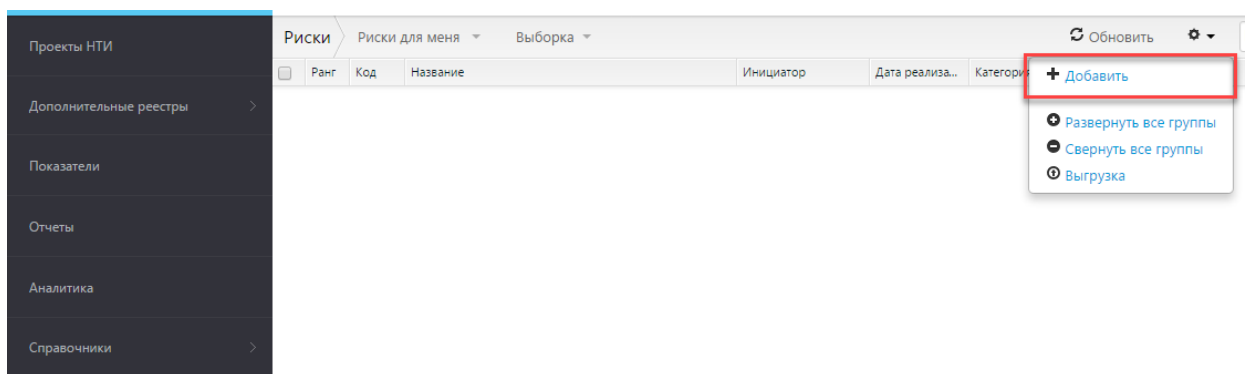 Проекты НТИ
Дополнительные реестры
Показатели
Отчеты
Аналитика
Справочники
Риски Риски для меня Выборка Обновить
Ранг Код Название Инициатор Дата реализа... Категория
Добавить
Развернуть все группы
Свернуть все группы
Выгрузка